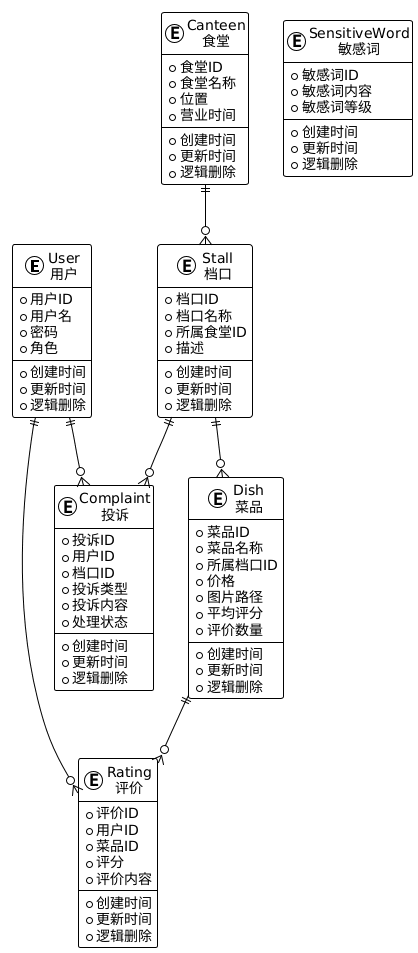 E Canteen
食堂
食堂ID
食堂名称
位置
营业时间
创建时间
更新时间
逻辑删除
E SensitiveWord
敏感词
敏感词ID
敏感词内容
敏感词等级
创建时间
更新时间
逻辑删除
E User
用户
用户ID
用户名
密码
角色
创建时间
更新时间
逻辑删除
E Stall
档口
档口ID
档口名称
所属食堂ID
描述
创建时间
更新时间
逻辑删除
E Complaint
投诉
投诉ID
用户ID
档口ID
投诉类型
投诉内容
处理状态
创建时间
更新时间
逻辑删除
E Dish
菜品
菜品ID
菜品名称
所属档口ID
价格
图片路径
平均评分
评价数量
创建时间
更新时间
逻辑删除
E Rating
评价
评价ID
用户ID
菜品ID
评分
评价内容
创建时间
更新时间
逻辑删除